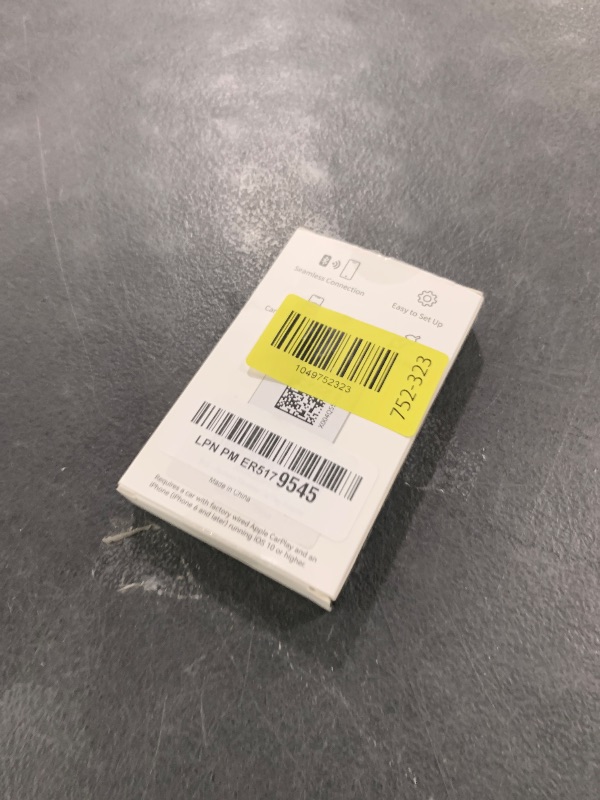 Seamless Connection
Easy to Set Up
1049752323
752-323
LPN PM ER517 9545
Made in China
Requires a car with factory wired Apple CarPlay and an
iPhone (iPhone 6 and later) running iOS 10 or higher.